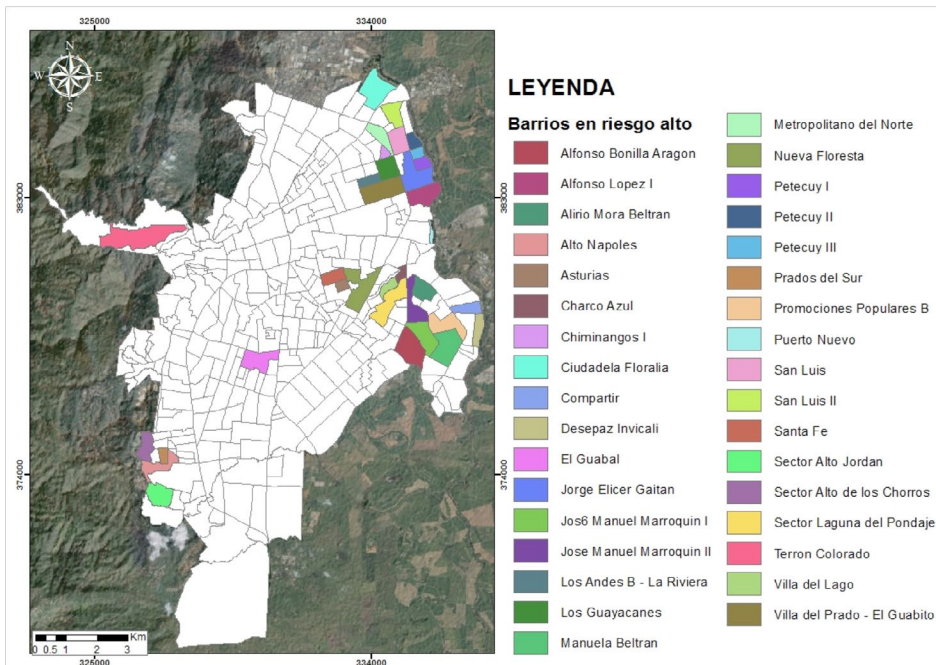 325000
334000
N
W
E
S
383000
383000
374000
374000
0 0.5 1
2
3
Km
325000
334000
LEYENDA
Barrios en riesgo alto
Alfonso Bonilla Aragon
Alfonso Lopez I
Alirio Mora Beltran
Alto Napoles
Asturias
Charco Azul
Chiminangos I
Ciudadela Floralia
Compartir
Desepaz Invicali
El Guabal
Jorge Elicer Gaitan
Jos6 Manuel Marroquin I
Jose Manuel Marroquin II
Los Andes B - La Riviera
Los Guayacanes
Manuela Beltran
Metropolitano del Norte
Nueva Floresta
Petecuy I
Petecuy II
Petecuy III
Prados del Sur
Promociones Populares B
Puerto Nuevo
San Luis
San Luis II
Santa Fe
Sector Alto Jordan
Sector Alto de los Chorros
Sector Laguna del Pondaje
Terron Colorado
Villa del Lago
Villa del Prado - El Guabito